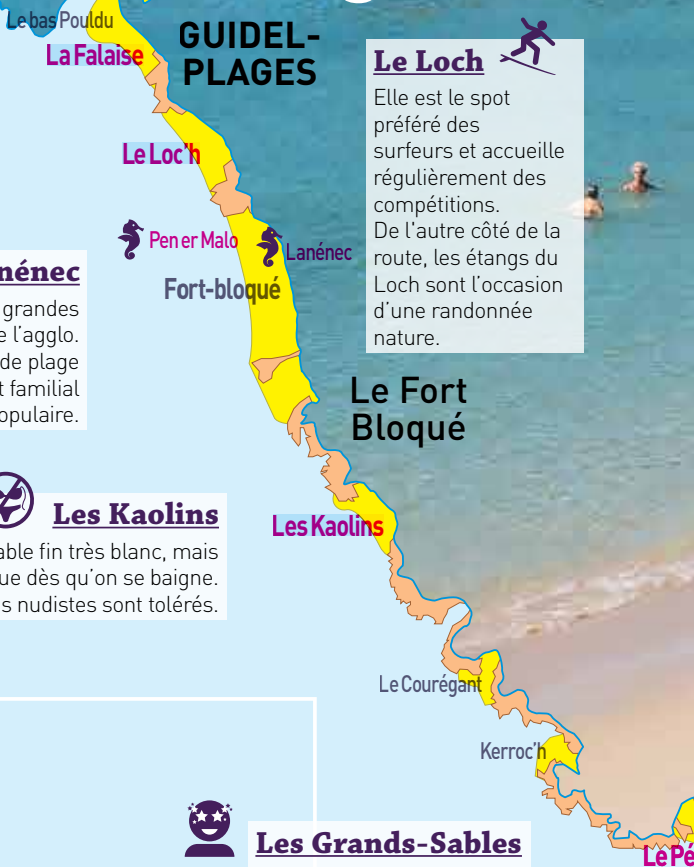 Le bas Pouldu
La Falaise
GUIDEL-
PLAGES
Le Loch
Elle est le spot
préféré des
surfeurs et accueille
régulièrement des
compétitions.
De l'autre côté de la
route, les étangs du
Loch sont l'occasion
d'une randonnée
nature.
Le Loc'h
Pen er Malo
Lanénec
Fort-bloqué
nénec
grandes
e l'agglo.
de plage
t familial
opulaire.
Le Fort
Bloqué
Les Kaolins
able fin très blanc, mais
ue dès qu'on se baigne.
s nudistes sont tolérés.
Les Kaolins
Le Courégant
Kerroc'h
Les Grands-Sables
Le Pé